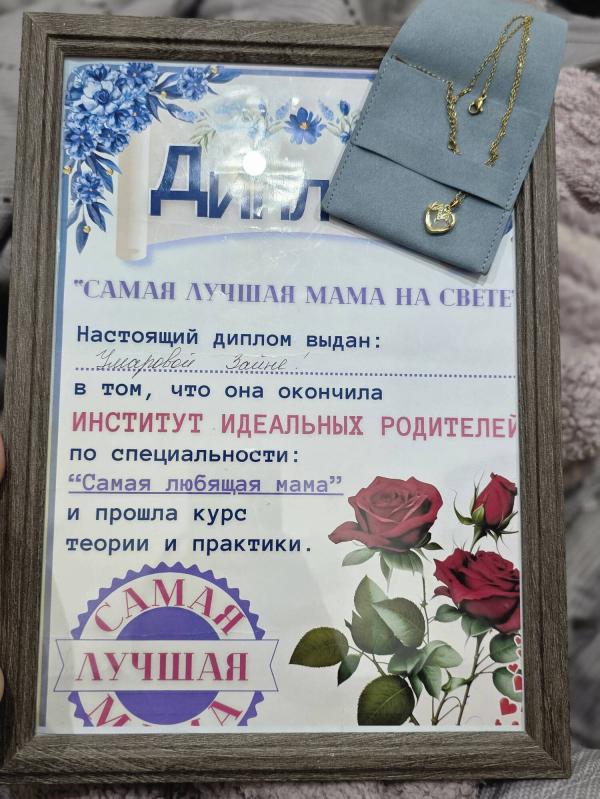 Дипл
"САМАЯ ЛУЧШАЯ МАМА НА СВЕТЕ"
Настоящий диплом выдан:
Умаровой Заине!
в том, что она окончила
ИНСТИТУТ ИДЕАЛЬНЫХ РОДИТЕЛЕЙ
по специальности:
“Самая любящая мама”
и прошла курс
теории и практики.
САМАЯ
ЛУЧШАЯ
МАМА